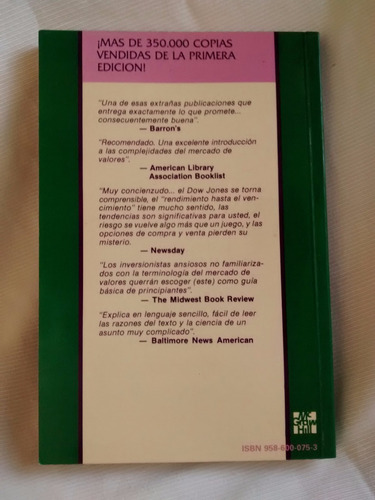 ¡MAS DE 350.000 COPIAS
VENDIDAS DE LA PRIMERA
EDICION!
"Una de esas extrañas publicaciones que
entrega exactamente lo que promete...
consecuentemente buena".
— Barron's
"Recomendado. Una excelente introducción
a las complejidades del mercado de
valores".
— American Library
Association Booklist
"Muy concienzudo... el Dow Jones se torna
comprensible, el "rendimiento hasta el ven-
cimiento" tiene mucho sentido, las
tendencias son significativas para usted, el
riesgo se vuelve algo más que un juego, y las
opciones de compra y venta pierden su
misterio.
— Newsday
"Los inversionistas ansiosos no familiariza-
dos con la terminología del mercado de
valores querrán escoger (este) como guía
básica de principiantes".
— The Midwest Book Review
"Explica en lenguaje sencillo, fácil de leer
las razones del texto y la ciencia de un
asunto muy complicado".
— Baltimore News American
Mc
Graw
Hill
ISBN 958-600-075-3